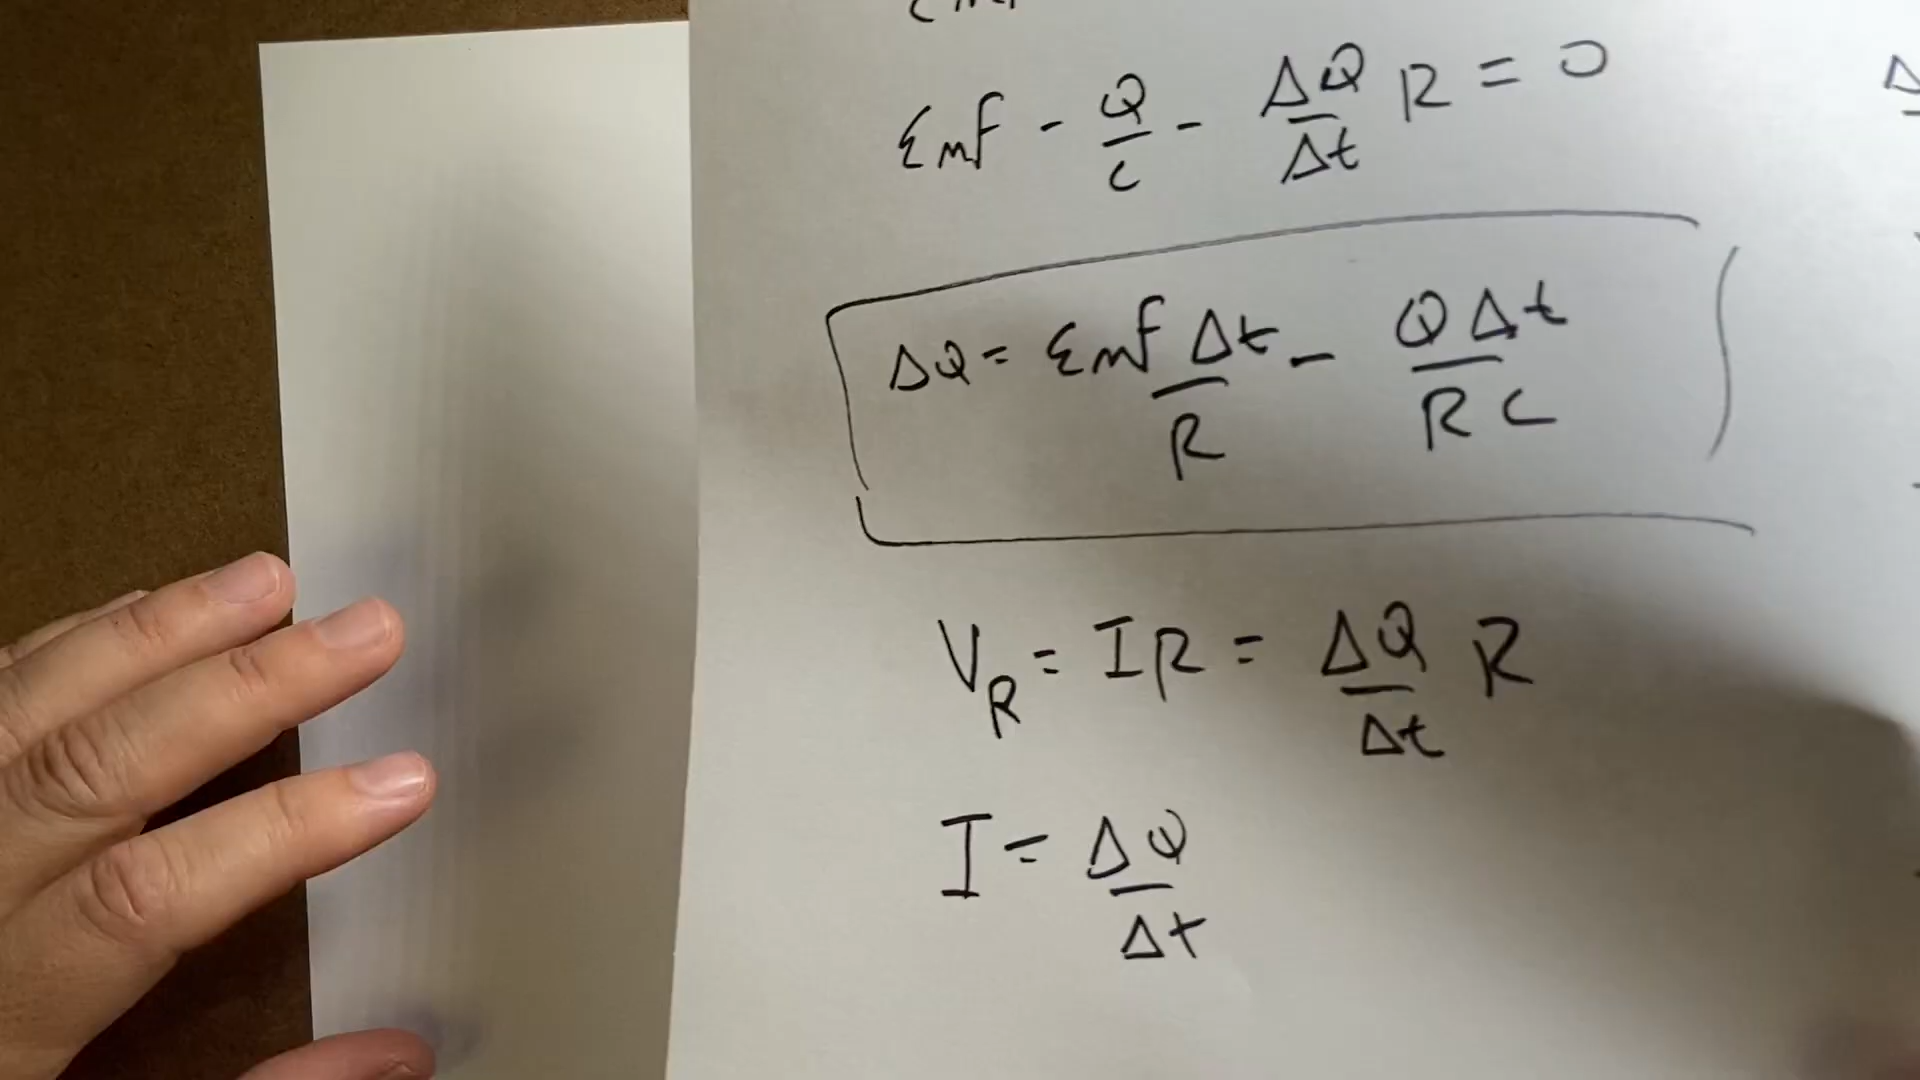 Emf - Q/C - ΔQ/Δt R = 0
ΔQ = Emf Δt/R - QΔt/RC
V_R = IR = ΔQ/Δt R
I = ΔQ/Δt